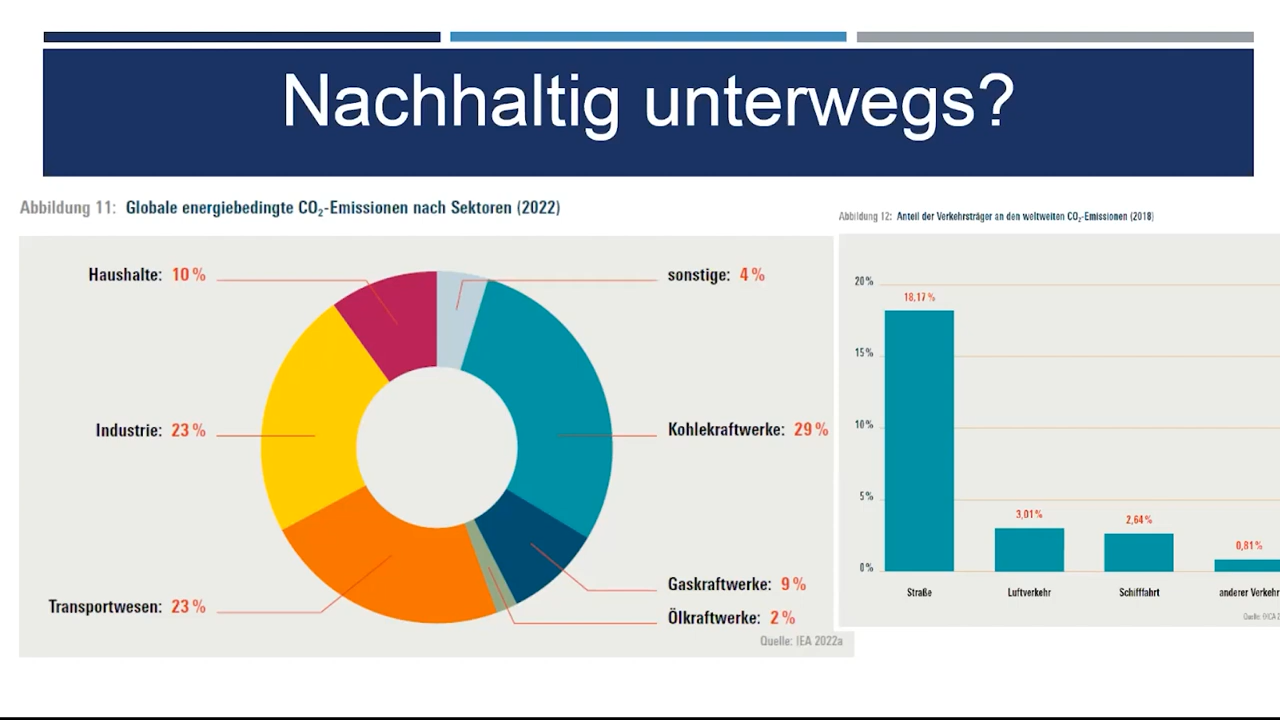 Nachhaltig unterwegs?
Abbildung 11: Globale energiebedingte CO₂-Emissionen nach Sektoren (2022)
Haushalte: 10 %
sonstige: 4 %
Industrie: 23 %
Kohlekraftwerke: 29 %
Transportwesen: 23 %
Gaskraftwerke: 9 %
Ölkraftwerke: 2 %
Quelle: IEA 2022a
Abbildung 12: Anteil der Verkehrsträger an den weltweiten CO₂-Emissionen (2018)
20%
18,17 %
15%
10%
5%
3,01%
2,64%
0,81%
0%
Straße
Luftverkehr
Schifffahrt
anderer Verkehr
Quelle: